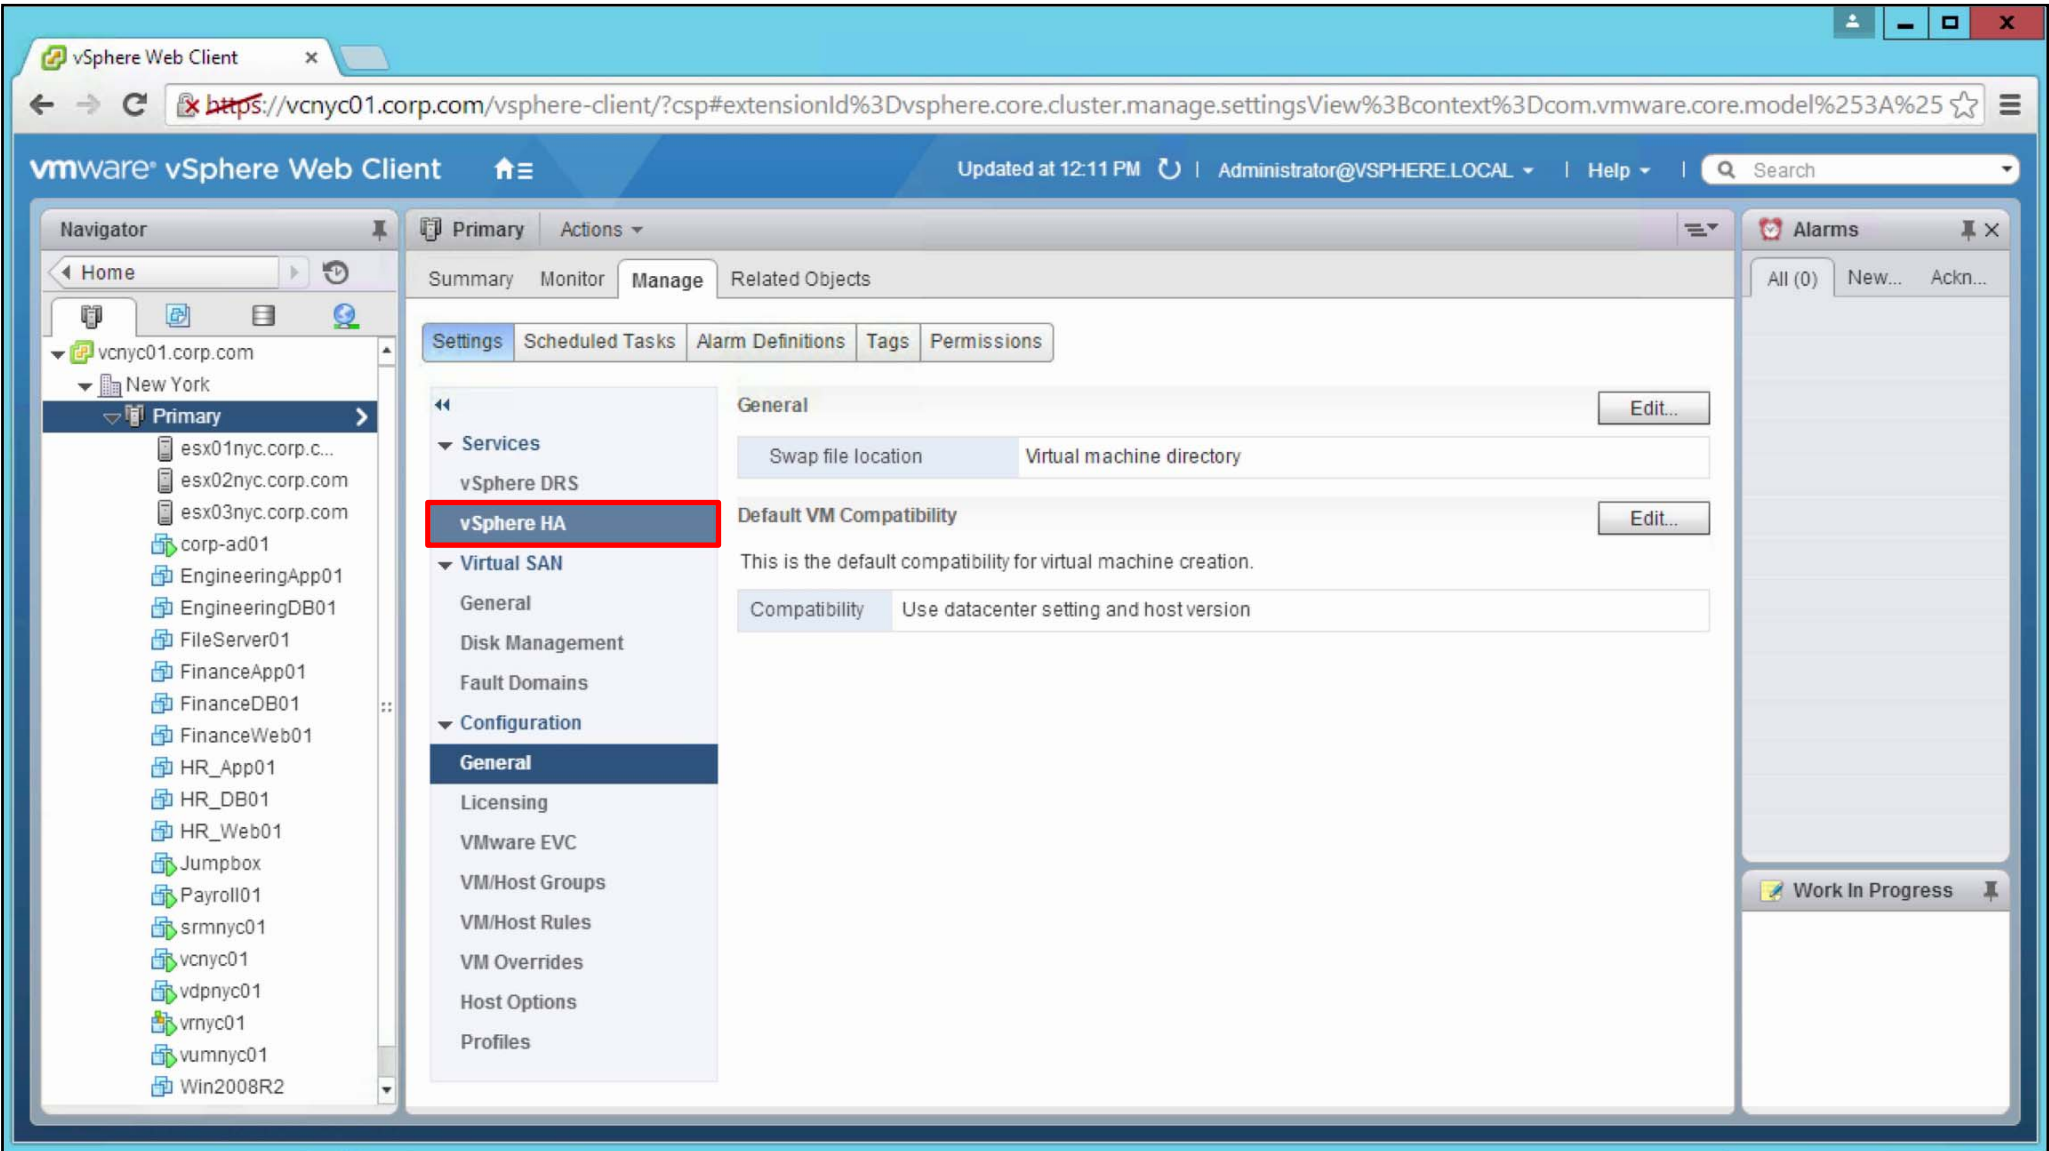 vSphere Web Client
https://vcnyc01.corp.com/vsphere-client/?csp#extensionId%3Dvsphere.core.cluster.manage.settingsView%3Bcontext%3Dcom.vmware.core.model%253A%25
vmware® vSphere Web Client
Updated at 12:11 PM | Administrator@VSPHERE.LOCAL | Help | Search
Navigator
Home
vcnyc01.corp.com
New York
Primary
esx01nyc.corp.c...
esx02nyc.corp.com
esx03nyc.corp.com
corp-ad01
EngineeringApp01
EngineeringDB01
FileServer01
FinanceApp01
FinanceDB01
FinanceWeb01
HR_App01
HR_DB01
HR_Web01
Jumpbox
Payroll01
srmnyc01
vcnyc01
vdpnyc01
vrnyc01
vumnyc01
Win2008R2
Primary Actions
Summary Monitor Manage Related Objects
Settings Scheduled Tasks Alarm Definitions Tags Permissions
Services
vSphere DRS
vSphere HA
Virtual SAN
General
Disk Management
Fault Domains
Configuration
General
Licensing
VMware EVC
VM/Host Groups
VM/Host Rules
VM Overrides
Host Options
Profiles
General Edit...
Swap file location Virtual machine directory
Default VM Compatibility Edit...
This is the default compatibility for virtual machine creation.
Compatibility Use datacenter setting and host version
Alarms
All (0) New... Ackn...
Work In Progress